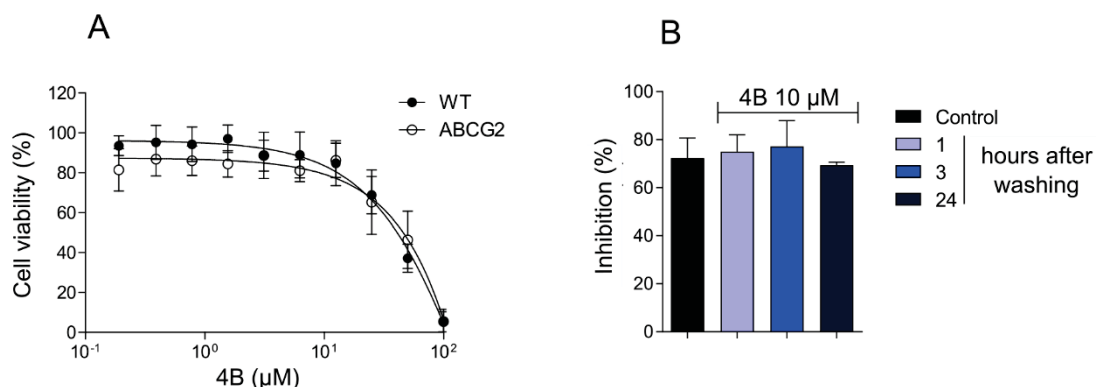 A
Cell viability (%)
120
100
80
60
40
20
0
10⁻¹
10⁰
10¹
10²
4B (μM)
WT
ABCG2
B
Inhibition (%)
100
80
60
40
20
0
4B 10 μM
Control
1
3
24
hours after
washing